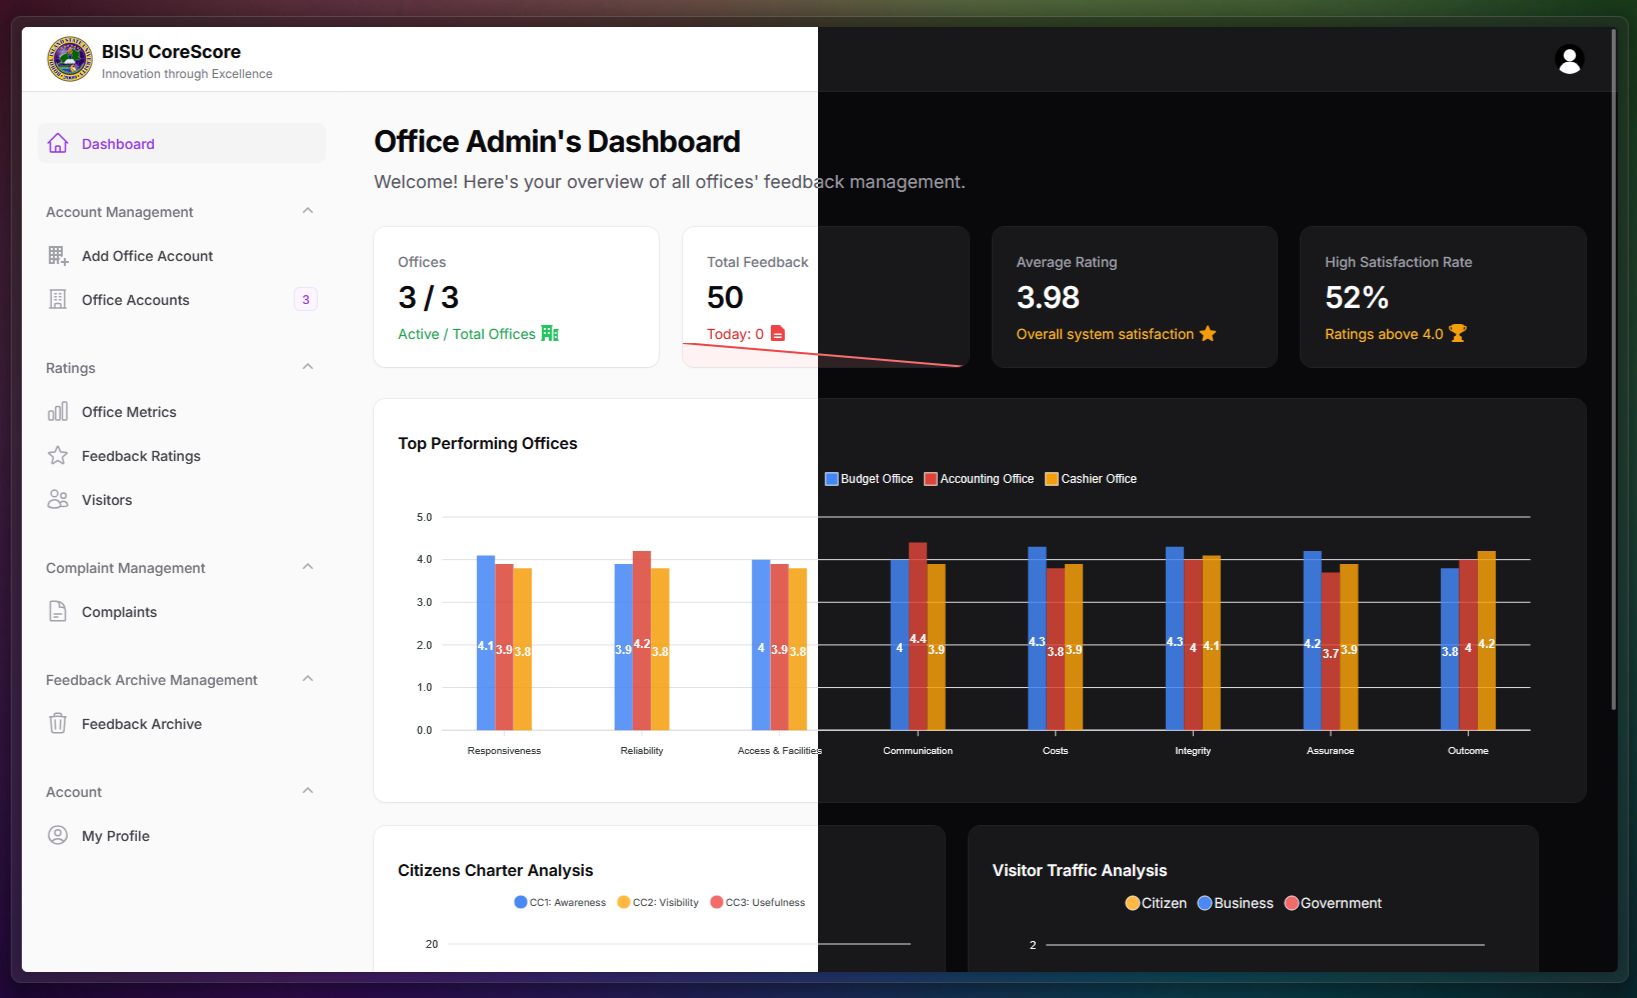 BISU CoreScore
Innovation through Excellence
Dashboard
Account Management
Add Office Account
Office Accounts
3
Ratings
Office Metrics
Feedback Ratings
Visitors
Complaint Management
Complaints
Feedback Archive Management
Feedback Archive
Account
My Profile
Office Admin's Dashboard
Welcome! Here's your overview of all offices' feedback management.
Offices
3 / 3
Active / Total Offices
Total Feedback
50
Today: 0
Average Rating
3.98
Overall system satisfaction
High Satisfaction Rate
52%
Ratings above 4.0
Top Performing Offices
Budget Office Accounting Office Cashier Office
5.0
4.0
3.0
2.0
1.0
0.0
4.1 3.9 3.8
3.9 4.2 3.8
4 3.9 3.8
4 4.4 3.9
4.3 3.8 3.9
4.3 4 4.1
4.2 3.7 3.9
3.8 4 4.2
Responsiveness Reliability Access & Facilities Communication Costs Integrity Assurance Outcome
Citizens Charter Analysis
CC1: Awareness CC2: Visibility CC3: Usefulness
20
Visitor Traffic Analysis
Citizen Business Government
2